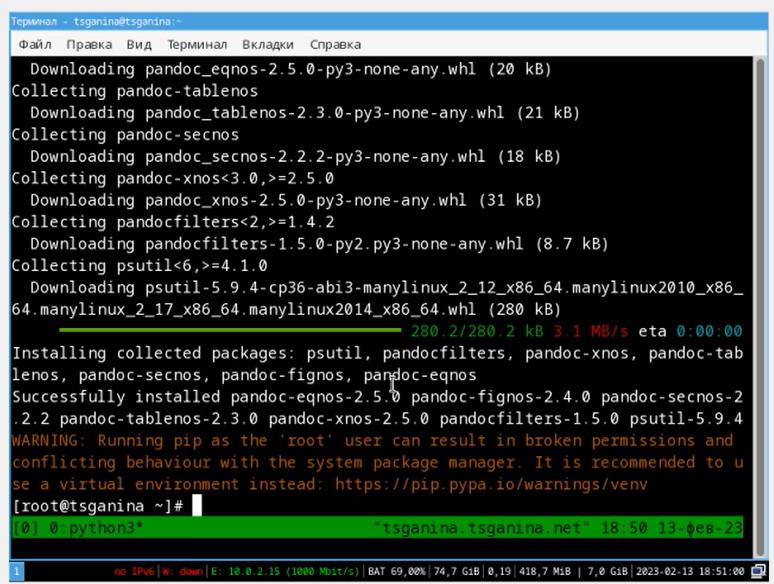 Терминал - tsganina@tsganina:~
Файл Правка Вид Терминал Вкладки Справка
Downloading pandoc_eqnos-2.5.0-py3-none-any.whl (20 kB)
Collecting pandoc-tablenos
Downloading pandoc_tablenos-2.3.0-py3-none-any.whl (21 kB)
Collecting pandoc-secnos
Downloading pandoc_secnos-2.2.2-py3-none-any.whl (18 kB)
Collecting pandoc-xnos<3.0,>=2.5.0
Downloading pandoc_xnos-2.5.0-py3-none-any.whl (31 kB)
Collecting pandocfilters<2,>=1.4.2
Downloading pandocfilters-1.5.0-py2.py3-none-any.whl (8.7 kB)
Collecting psutil<6,>=4.1.0
Downloading psutil-5.9.4-cp36-abi3-manylinux_2_12_x86_64.manylinux2010_x86_
64.manylinux_2_17_x86_64.manylinux2014_x86_64.whl (280 kB)
280.2/280.2 kB 3.1 MB/s eta 0:00:00
Installing collected packages: psutil, pandocfilters, pandoc-xnos, pandoc-tab
lenos, pandoc-secnos, pandoc-fignos, pandoc-eqnos
Successfully installed pandoc-eqnos-2.5.0 pandoc-fignos-2.4.0 pandoc-secnos-2
.2.2 pandoc-tablenos-2.3.0 pandoc-xnos-2.5.0 pandocfilters-1.5.0 psutil-5.9.4
WARNING: Running pip as the 'root' user can result in broken permissions and
conflicting behaviour with the system package manager. It is recommended to u
se a virtual environment instead: https://pip.pypa.io/warnings/venv
[root@tsganina ~]#
[0] 0:python3* "tsganina.tsganina.net" 18:50 13-фев-23
1 no IPv6 | W: down | E: 10.0.2.15 (1000 Mbit/s) | BAT 69,00% | 74,7 GiB | 0,19 | 418,7 MiB | 7,0 GiB | 2023-02-13 18:51:00